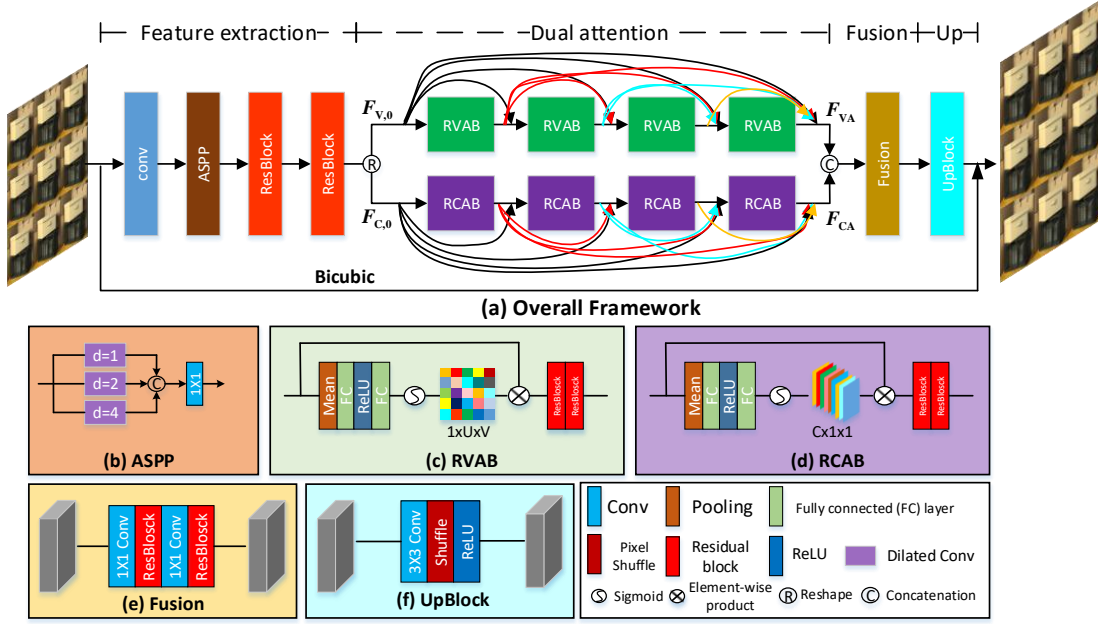 Feature extraction
Dual attention
Fusion
Up
conv
ASPP
ResBlock
ResBlock
F_V,0
F_C,0
R
RVAB
RVAB
RVAB
RVAB
RCAB
RCAB
RCAB
RCAB
F_VA
F_CA
C
Fusion
UpBlock
Bicubic
(a) Overall Framework
d=1
d=2
d=4
C
1X1
(b) ASPP
Mean
FC
ReLU
FC
S
1xUxV
ResBlosck
ResBlosck
(c) RVAB
Mean
FC
ReLU
FC
S
Cx1x1
ResBlosck
ResBlosck
(d) RCAB
1X1 Conv
ResBlosck
1X1 Conv
ResBlosck
(e) Fusion
3X3 Conv
Shuffle
ReLU
(f) UpBlock
Conv
Pooling
Fully connected (FC) layer
Pixel
Shuffle
Residual
block
ReLU
Dilated Conv
S Sigmoid
Element-wise
product
R Reshape
C Concatenation